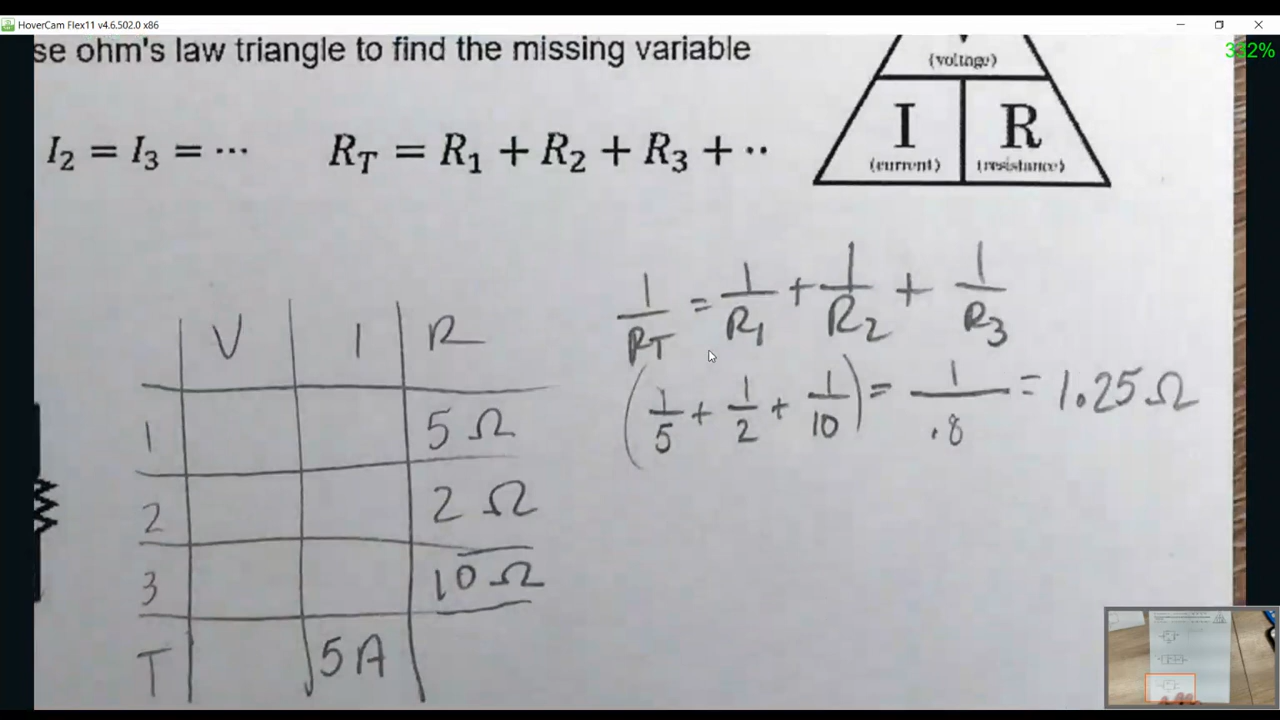 HoverCam Flex11 v4.6.502.0 x86
332%
se ohm's law triangle to find the missing variable
(voltage)
I R
(current) (resistance)
I₂ = I₃ = ··· R_T = R₁ + R₂ + R₃ + ··
1/RT = 1/R1 + 1/R2 + 1/R3
(1/5 + 1/2 + 1/10) = 1/.8 = 1.25 Ω
V I R
1 5 Ω
2 2 Ω
3 10 Ω
T 5 A